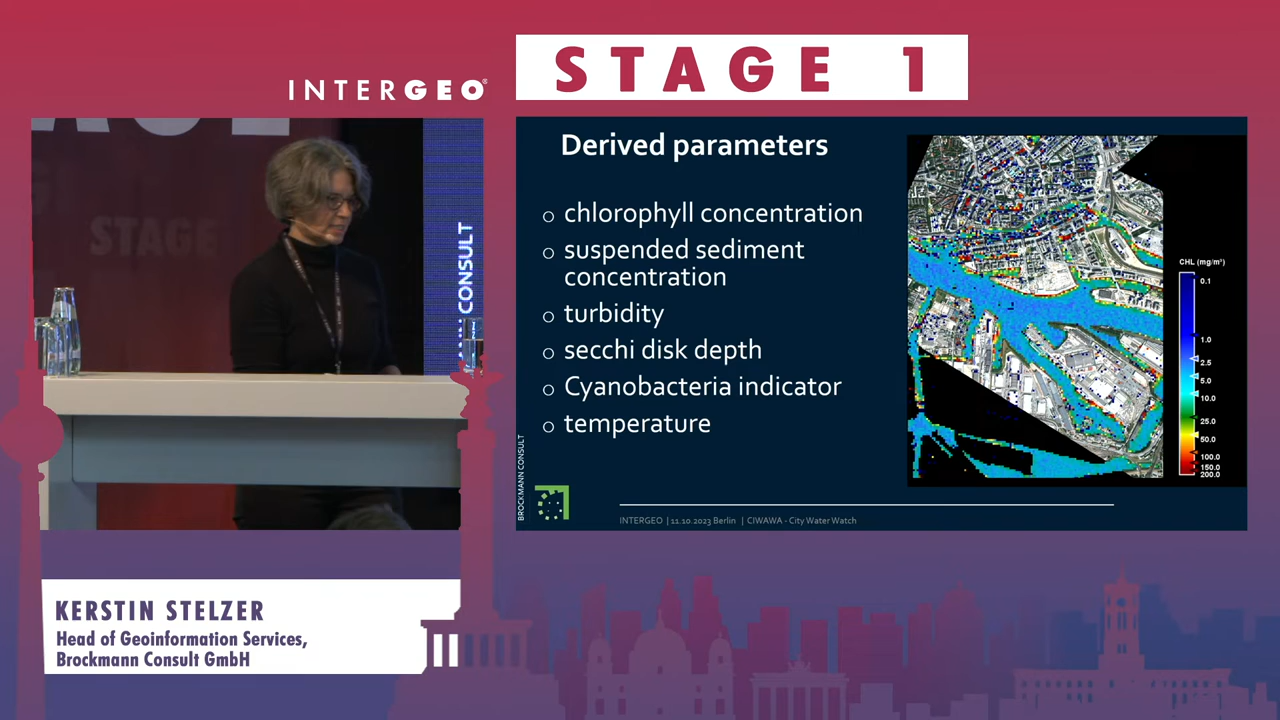 INTERGEO®
STAGE 1
STAGE
CONSULT
Derived parameters
o chlorophyll concentration
o suspended sediment
concentration
o turbidity
o secchi disk depth
o Cyanobacteria indicator
o temperature
CHL (mg/m³)
0.1
1.0
2.5
5.0
10.0
25.0
50.0
100.0
150.0
200.0
BROCKMANN CONSULT
INTERGEO | 11.10.2023 Berlin | CIWAWA - City Water Watch
KERSTIN STELZER
Head of Geoinformation Services,
Brockmann Consult GmbH